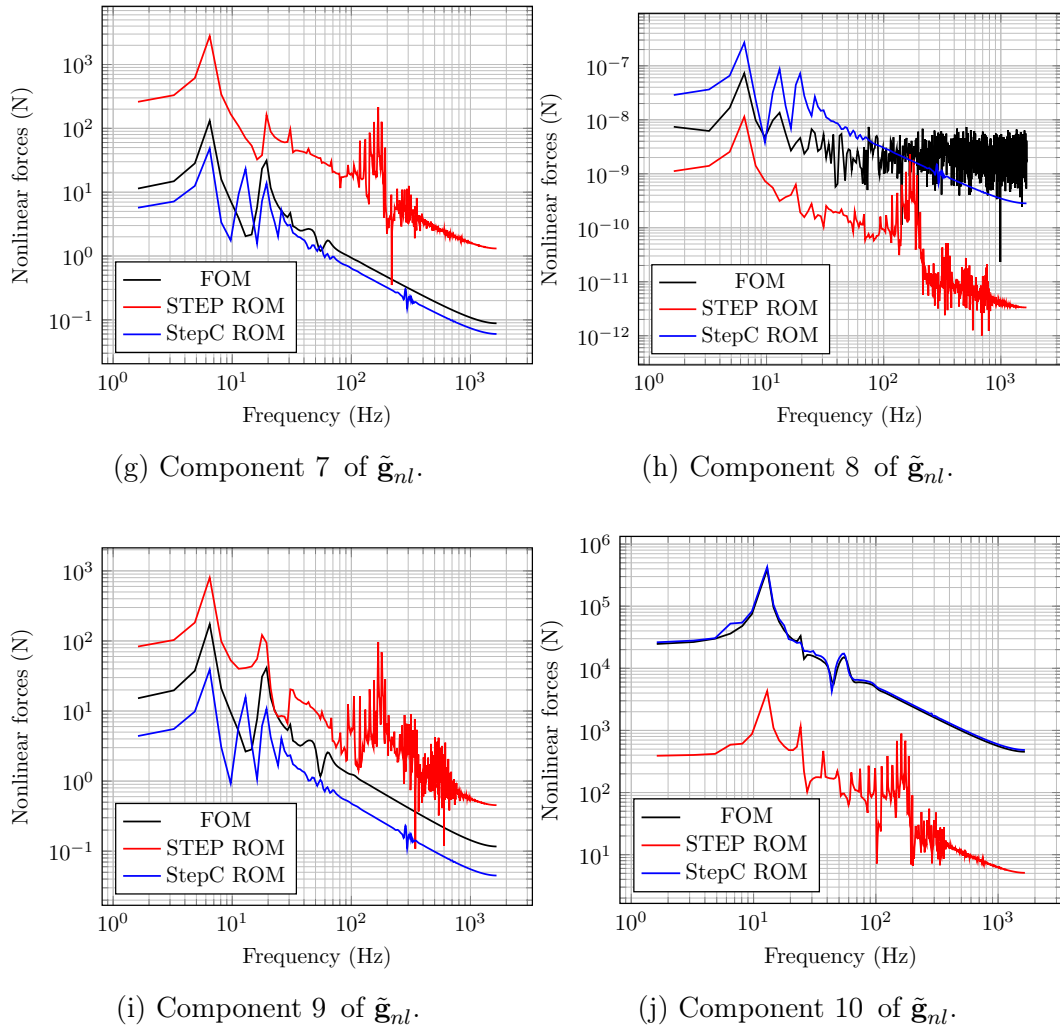 Nonlinear forces (N)
10^3
10^2
10^1
10^0
10^{-1}
FOM
STEP ROM
StepC ROM
10^0 10^1 10^2 10^3
Frequency (Hz)
(g) Component 7 of g̃_{nl}.
Nonlinear forces (N)
10^{-7}
10^{-8}
10^{-9}
10^{-10}
10^{-11}
10^{-12}
FOM
STEP ROM
StepC ROM
10^0 10^1 10^2 10^3
Frequency (Hz)
(h) Component 8 of g̃_{nl}.
Nonlinear forces (N)
10^3
10^2
10^1
10^0
10^{-1}
FOM
STEP ROM
StepC ROM
10^0 10^1 10^2 10^3
Frequency (Hz)
(i) Component 9 of g̃_{nl}.
Nonlinear forces (N)
10^6
10^5
10^4
10^3
10^2
10^1
FOM
STEP ROM
StepC ROM
10^0 10^1 10^2 10^3
Frequency (Hz)
(j) Component 10 of g̃_{nl}.